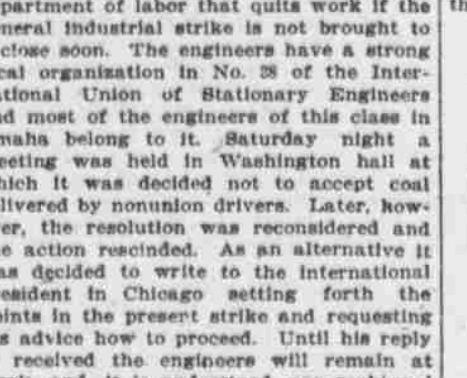 partment of labor that quits work if the
neral industrial strike is not brought to
close soon. The engineers have a strong
cal organization in No. 38 of the Inter-
ational Union of Stationary Engineers
nd most of the engineers of this class in
maha belong to it. Saturday night a
eeting was held in Washington hall at
hich it was decided not to accept coal
livered by nonunion drivers. Later, how-
er, the resolution was reconsidered and
e action rescinded. As an alternative it
as decided to write to the international
esident in Chicago setting forth the
oints in the present strike and requesting
s advice how to proceed. Until his reply
received the engineers will remain at